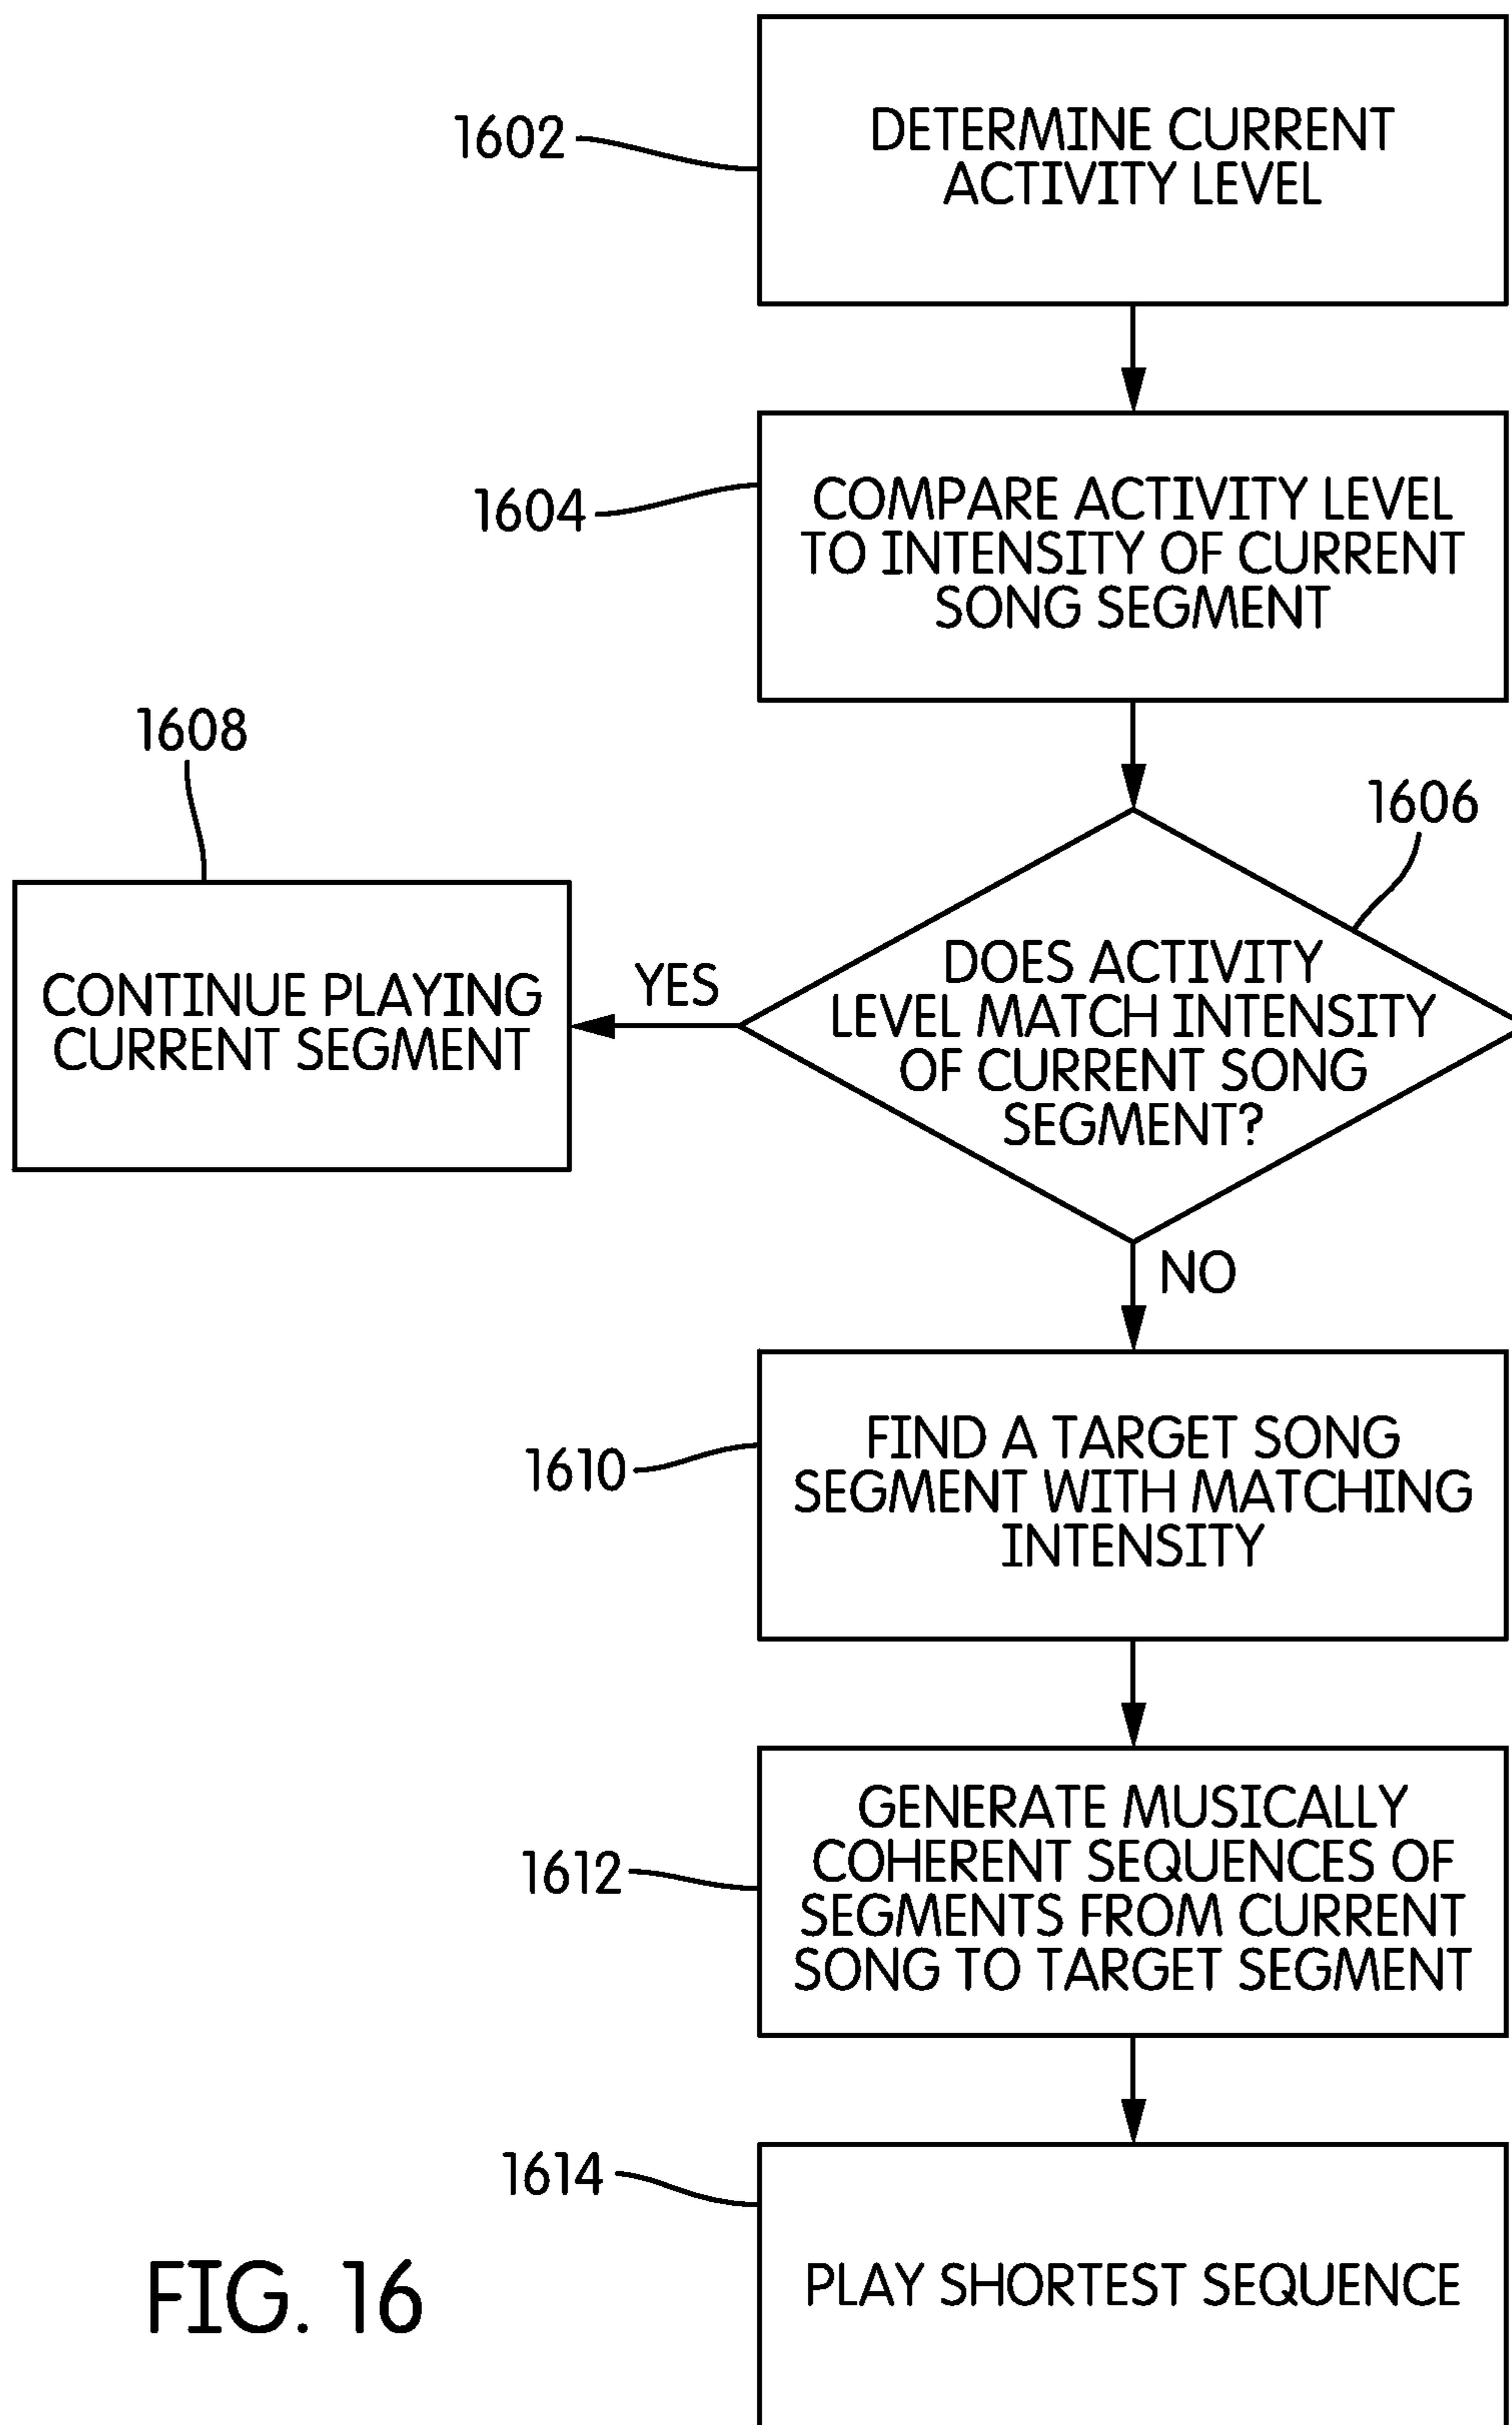 1602
DETERMINE CURRENT
ACTIVITY LEVEL
1604
COMPARE ACTIVITY LEVEL
TO INTENSITY OF CURRENT
SONG SEGMENT
1608
1606
CONTINUE PLAYING
CURRENT SEGMENT
YES
DOES ACTIVITY
LEVEL MATCH INTENSITY
OF CURRENT SONG
SEGMENT?
NO
1610
FIND A TARGET SONG
SEGMENT WITH MATCHING
INTENSITY
1612
GENERATE MUSICALLY
COHERENT SEQUENCES OF
SEGMENTS FROM CURRENT
SONG TO TARGET SEGMENT
1614
PLAY SHORTEST SEQUENCE
FIG. 16